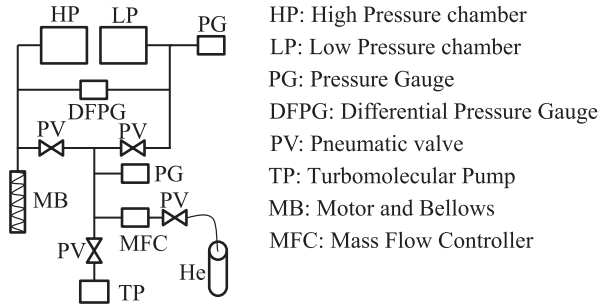 HP
LP
PG
DFPG
PV
PV
PG
MB
PV
MFC
PV
He
TP
HP: High Pressure chamber
LP: Low Pressure chamber
PG: Pressure Gauge
DFPG: Differential Pressure Gauge
PV: Pneumatic valve
TP: Turbomolecular Pump
MB: Motor and Bellows
MFC: Mass Flow Controller